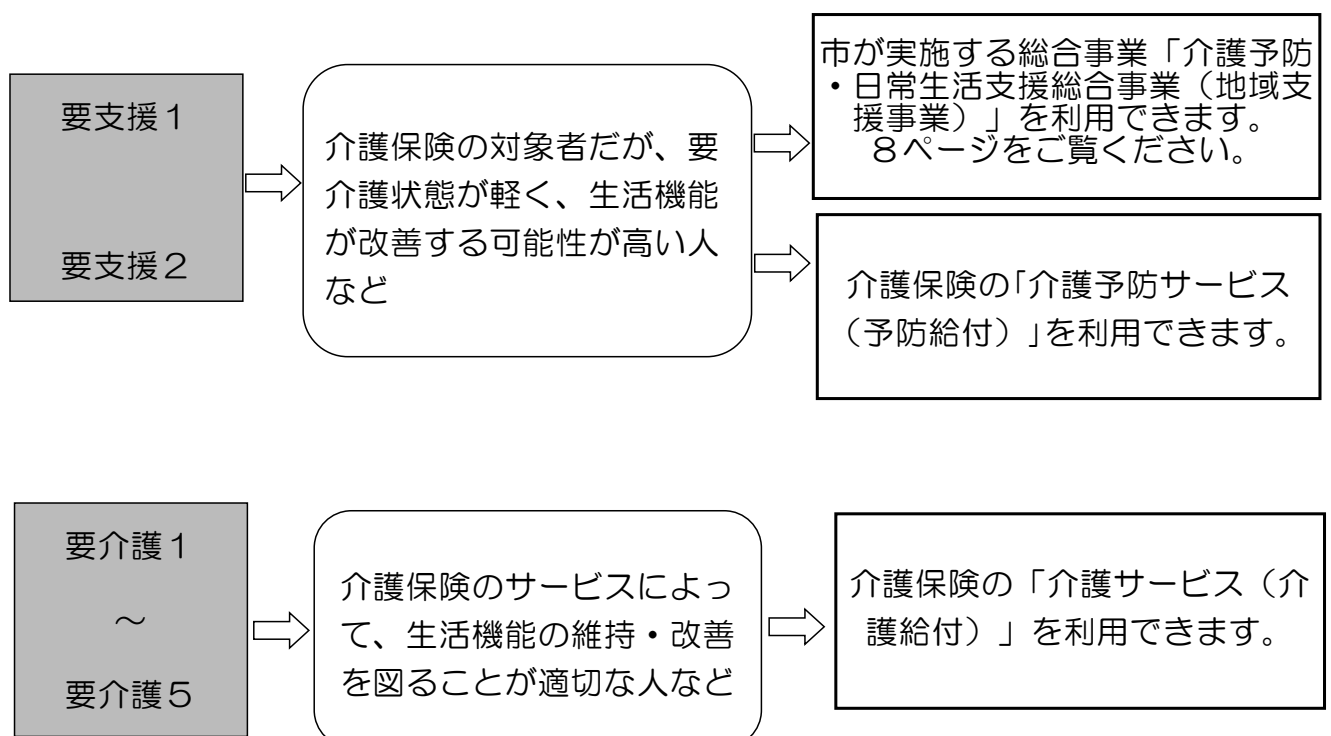 要支援１
要支援２
介護保険の対象者だが、要
介護状態が軽く、生活機能
が改善する可能性が高い人
など
市が実施する総合事業「介護予防
・日常生活支援総合事業（地域支
援事業）」を利用できます。
８ページをご覧ください。
介護保険の「介護予防サービス
（予防給付）」を利用できます。
要介護１
～
要介護５
介護保険のサービスによっ
て、生活機能の維持・改善
を図ることが適切な人など
介護保険の「介護サービス（介
護給付）」を利用できます。